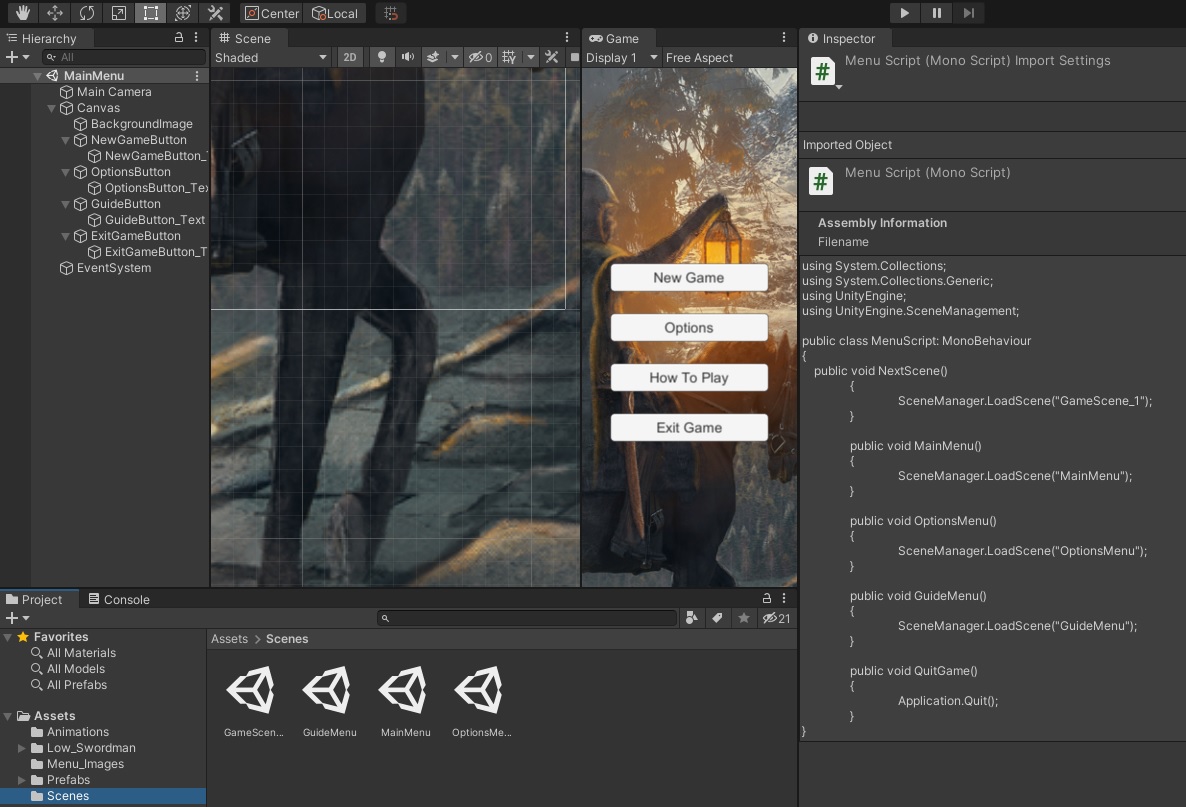 Center
Local
Hierarchy
All
MainMenu
Main Camera
Canvas
BackgroundImage
NewGameButton
NewGameButton_
OptionsButton
OptionsButton_Tex
GuideButton
GuideButton_Text
ExitGameButton
ExitGameButton_T
EventSystem
Scene
Shaded
2D
0
Game
Display 1
Free Aspect
New Game
Options
How To Play
Exit Game
Inspector
Menu Script (Mono Script) Import Settings
Imported Object
Menu Script (Mono Script)
Assembly Information
Filename
using System.Collections;
using System.Collections.Generic;
using UnityEngine;
using UnityEngine.SceneManagement;
public class MenuScript: MonoBehaviour
{
public void NextScene()
{
SceneManager.LoadScene("GameScene_1");
}
public void MainMenu()
{
SceneManager.LoadScene("MainMenu");
}
public void OptionsMenu()
{
SceneManager.LoadScene("OptionsMenu");
}
public void GuideMenu()
{
SceneManager.LoadScene("GuideMenu");
}
public void QuitGame()
{
Application.Quit();
}
}
Project
Console
21
Favorites
All Materials
All Models
All Prefabs
Assets
Animations
Low_Swordman
Menu_Images
Prefabs
Scenes
Assets > Scenes
GameScen...
GuideMenu
MainMenu
OptionsMe...